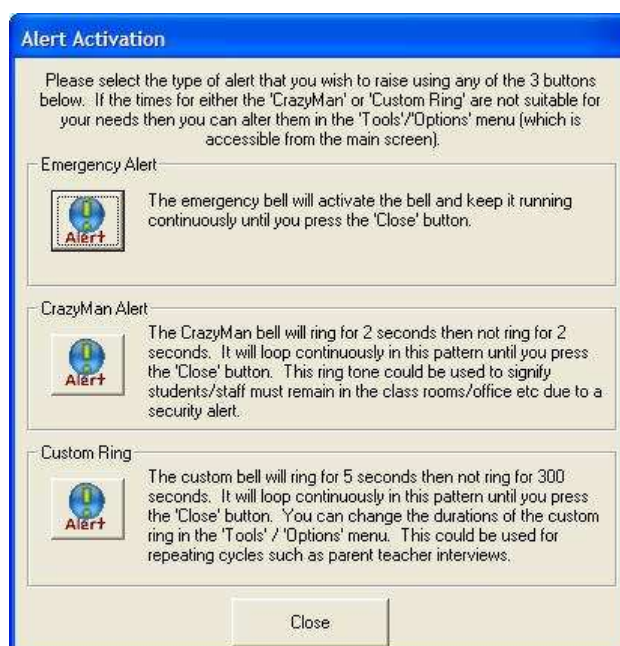 Alert Activation
Please select the type of alert that you wish to raise using any of the 3 buttons
below. If the times for either the 'CrazyMan' or 'Custom Ring' are not suitable for
your needs then you can alter them in the 'Tools'/'Options' menu (which is
accessible from the main screen).
Emergency Alert
Alert
The emergency bell will activate the bell and keep it running
continuously until you press the 'Close' button.
CrazyMan Alert
Alert
The CrazyMan bell will ring for 2 seconds then not ring for 2
seconds. It will loop continuously in this pattern until you press
the 'Close' button. This ring tone could be used to signify
students/staff must remain in the class rooms/office etc due to a
security alert.
Custom Ring
Alert
The custom bell will ring for 5 seconds then not ring for 300
seconds. It will loop continuously in this pattern until you press
the 'Close' button. You can change the durations of the custom
ring in the 'Tools' / 'Options' menu. This could be used for
repeating cycles such as parent teacher interviews.
Close